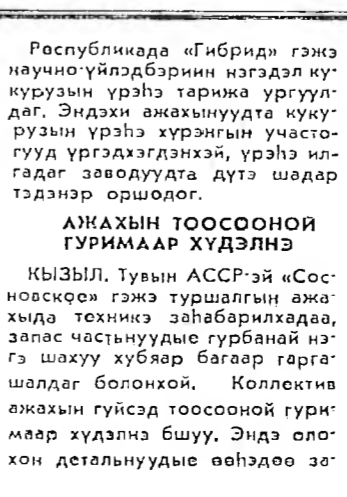 Республикада «Гибрид» гэжэ
научно-үйлэдбэриин нэгэдэл ку-
курузын үрэһэ тарижа ургуул-
даг. Эндэхи ажахынуудта куку-
рузын үрэһэ хүрэнгын участо-
гууд үргэдхэгдэнхэй, үрэһэ ил-
гадаг заводуудта дүтэ шадар
тэдэнэр оршодог.
АЖАХЫН ТООСООНОЙ
ГУРИМААР ХҮДЭЛНЭ
КЫЗЫЛ. Тувын АССР-эй «Сос-
новское» гэжэ туршалгын ажа-
хыда техникэ заһабарилхадаа,
запас частьнуудые гурбанай нэ-
гэ шахуу хубяар багаар гарга-
шалдаг болонхой. Коллектив
ажахын гүйсэд тоосооной гури-
маар хүдэлнэ бшуу. Эндэ оло-
хон детальнуудые өөһэдөө за-